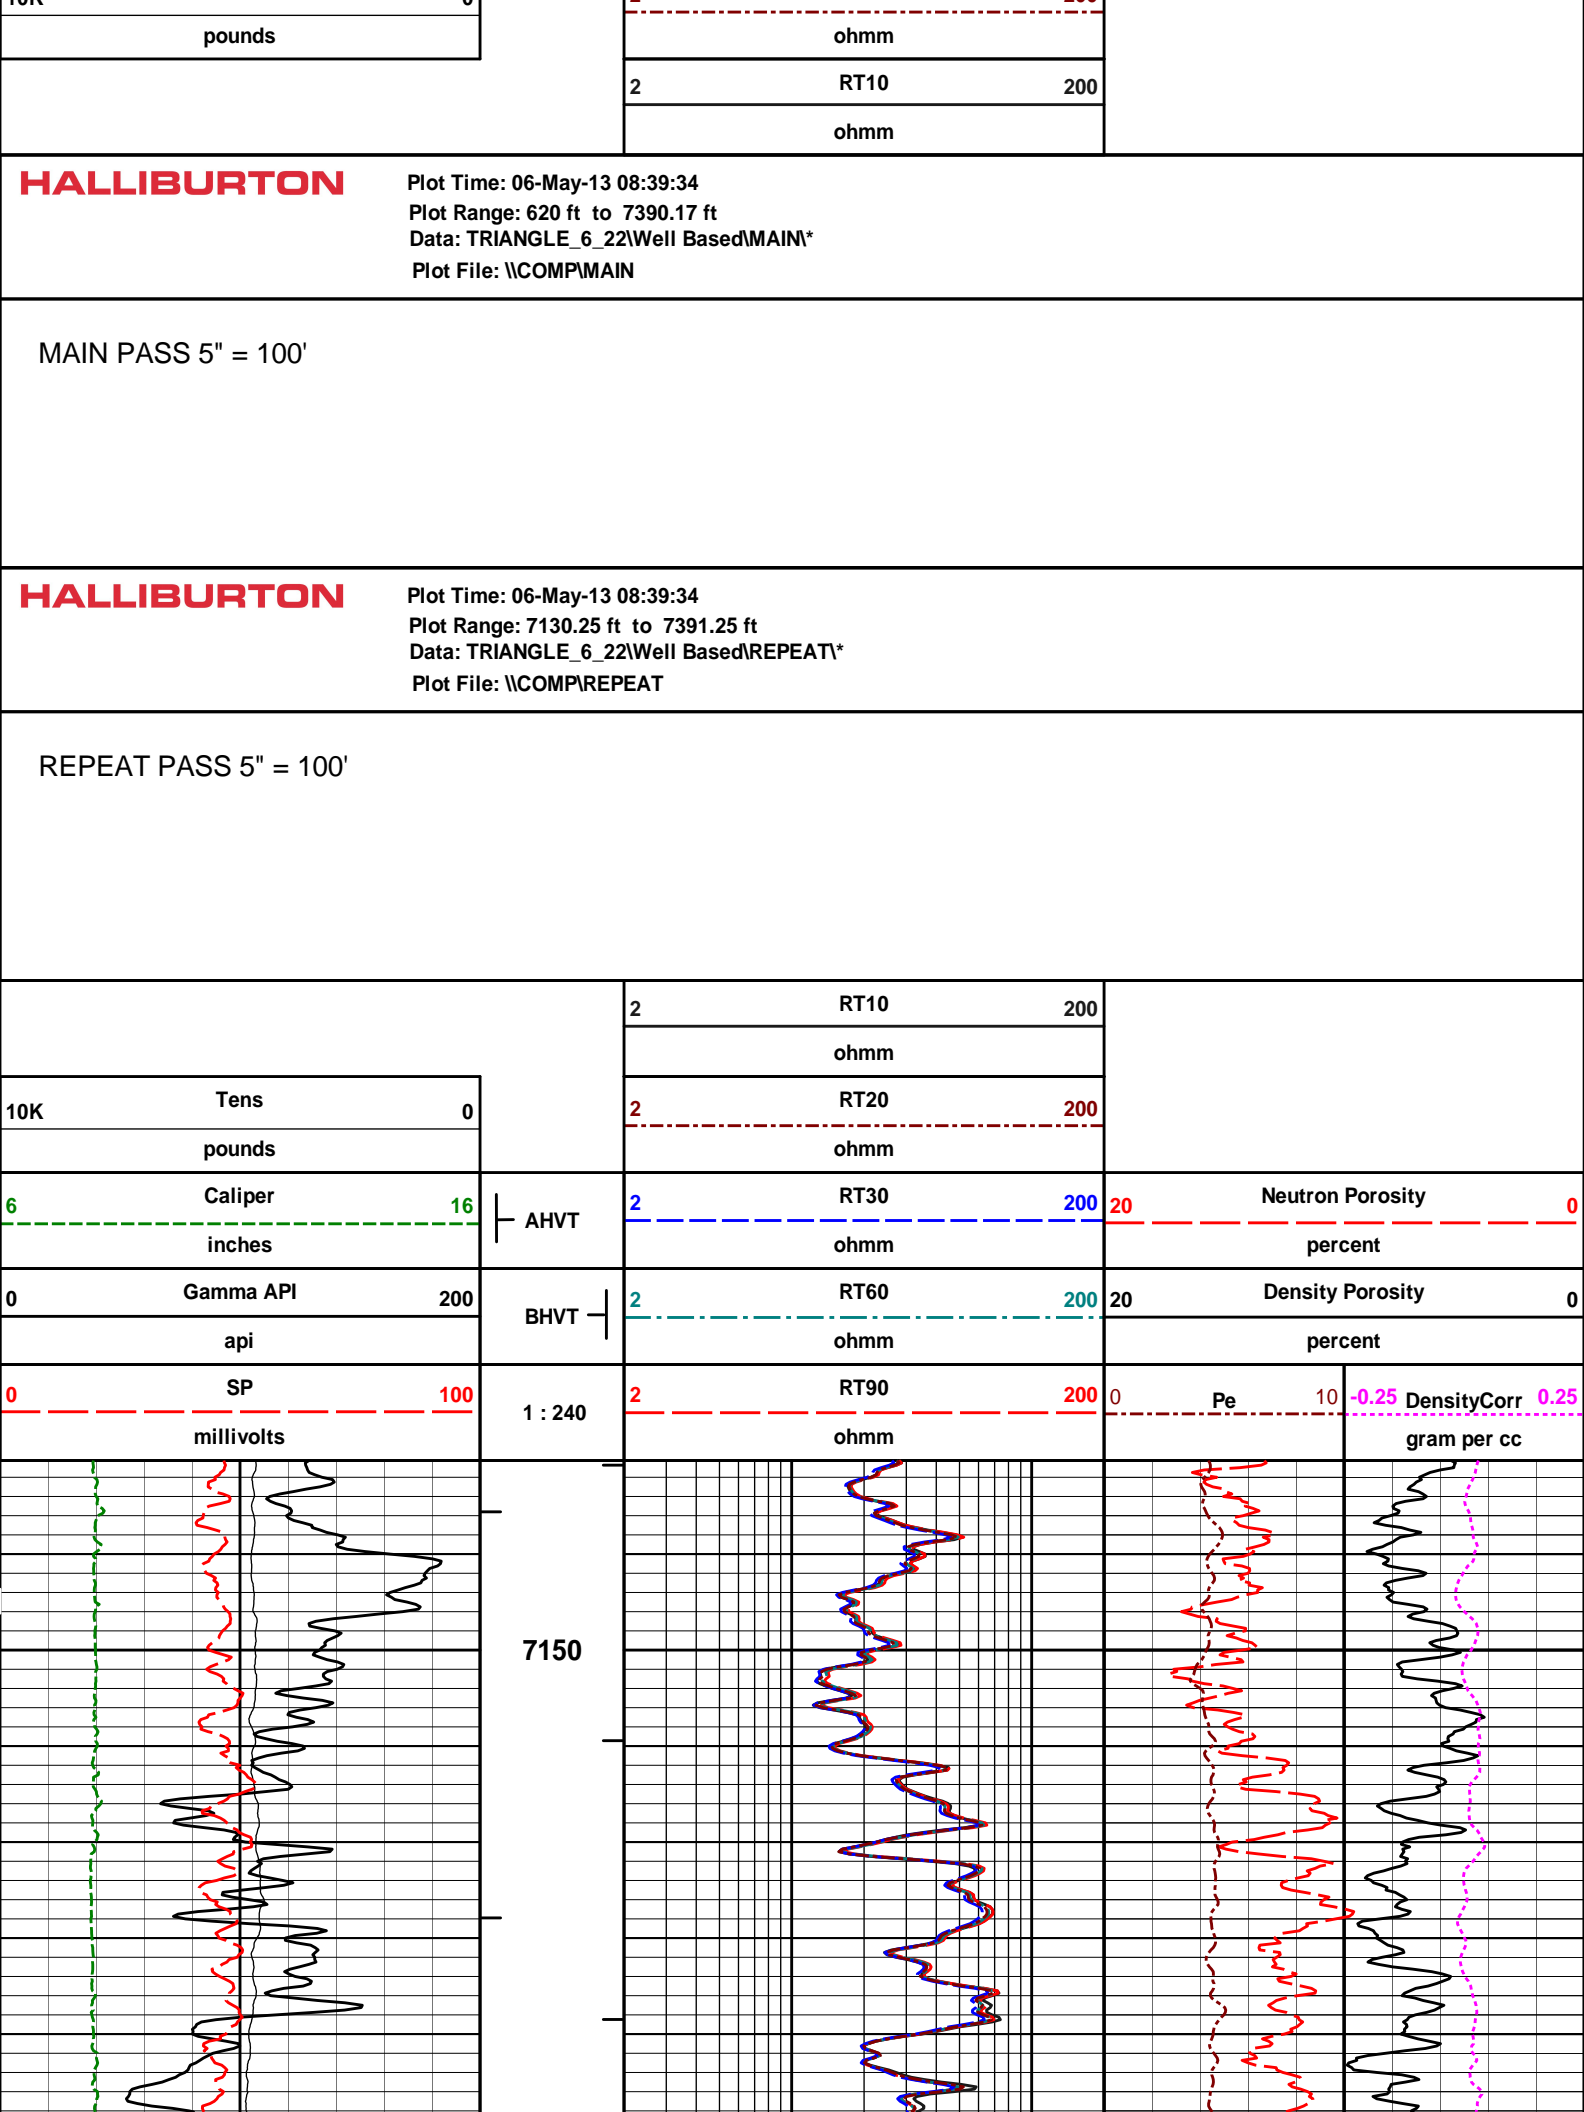 10K 0 2 200
pounds ohmm
2 RT10 200
ohmm
HALLIBURTON
Plot Time: 06-May-13 08:39:34
Plot Range: 620 ft to 7390.17 ft
Data: TRIANGLE_6_22\Well Based\MAIN\*
Plot File: \\COMP\MAIN
MAIN PASS 5" = 100'
HALLIBURTON
Plot Time: 06-May-13 08:39:34
Plot Range: 7130.25 ft to 7391.25 ft
Data: TRIANGLE_6_22\Well Based\REPEAT\*
Plot File: \\COMP\REPEAT
REPEAT PASS 5" = 100'
2 RT10 200
ohmm
10K Tens 0 2 RT20 200
pounds ohmm
6 Caliper 16 AHVT 2 RT30 200 20 Neutron Porosity 0
inches ohmm percent
0 Gamma API 200 BHVT 2 RT60 200 20 Density Porosity 0
api ohmm percent
0 SP 100 1 : 240 2 RT90 200 0 Pe 10 -0.25 DensityCorr 0.25
millivolts ohmm gram per cc
7150